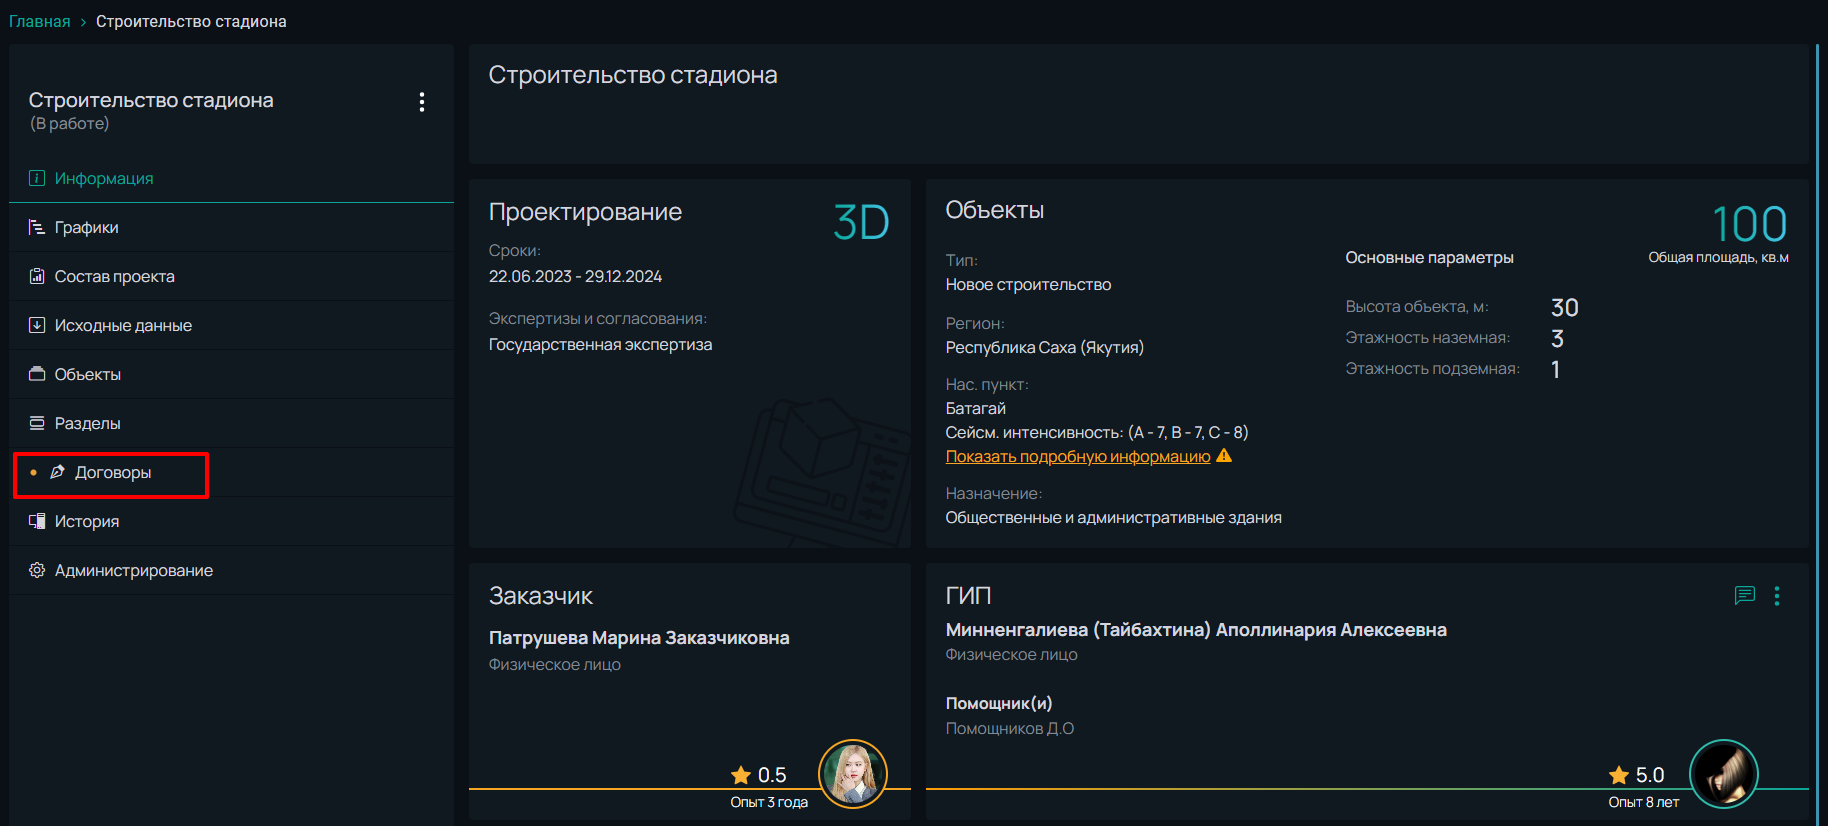 Главная › Строительство стадиона
Строительство стадиона
(В работе)
Информация
Графики
Состав проекта
Исходные данные
Объекты
Разделы
Договоры
История
Администрирование
Строительство стадиона
Проектирование
3D
Сроки:
22.06.2023 - 29.12.2024
Экспертизы и согласования:
Государственная экспертиза
Объекты
100
Общая площадь, кв.м
Тип:
Новое строительство
Регион:
Республика Саха (Якутия)
Нас. пункт:
Батагай
Сейсм. интенсивность: (A - 7, B - 7, C - 8)
Показать подробную информацию
Назначение:
Общественные и административные здания
Основные параметры
Высота объекта, м: 30
Этажность наземная: 3
Этажность подземная: 1
Заказчик
Патрушева Марина Заказчиковна
Физическое лицо
0.5
Опыт 3 года
ГИП
Минненгалиева (Тайбахтина) Аполлинария Алексеевна
Физическое лицо
Помощник(и)
Помощников Д.О
5.0
Опыт 8 лет